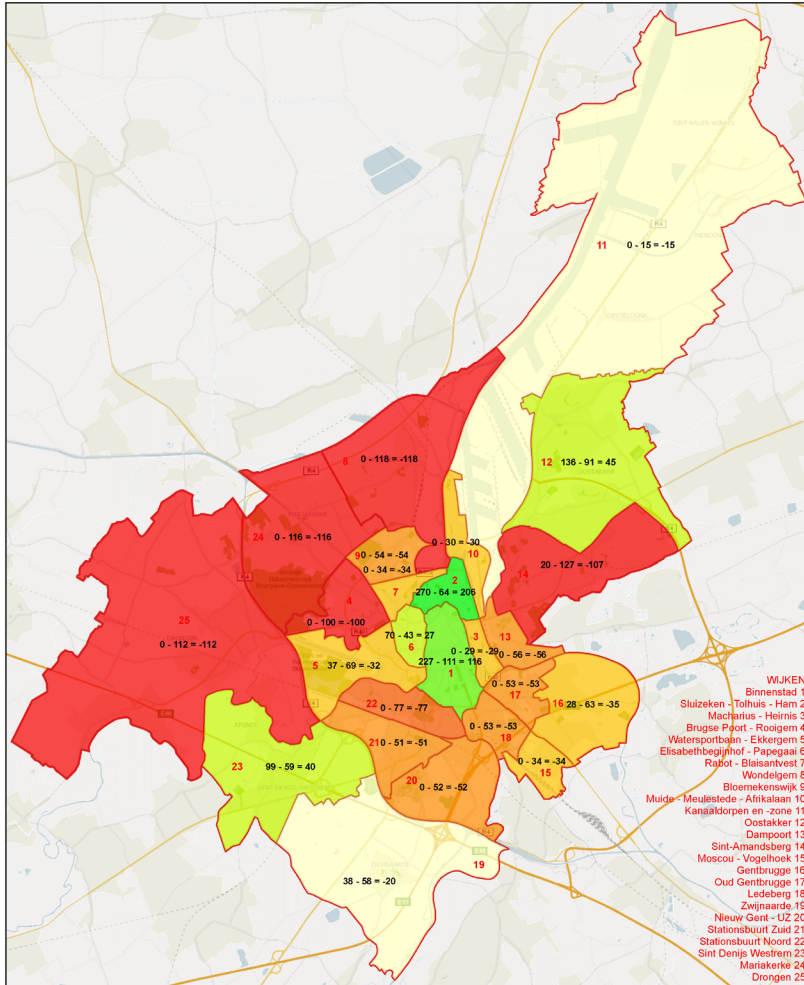 11 0 - 15 = -15
R4
8 0 - 118 = -118
12 136 - 91 = 45
R4
24
0 - 116 = -116
0 - 30 = -30
9 0 - 54 = -54
10
0 - 34 = -34
20 - 127 = -107
14
R4
2
4
7
270 - 64 = 206
25
0 - 100 = -100
R40
0 - 112 = -112
70 - 43 = 27
6
3
13
0 - 29 = -29
0 - 56 = -56
5 37 - 69 = -32
227 - 111 = 116
1
0 - 53 = -53
17
R4
22
0 - 77 = -77
16 28 - 63 = -35
0 - 53 = -53
18
21 0 - 51 = -51
23 99 - 59 = 40
0 - 34 = -34
15
20
0 - 52 = -52
R4
19
38 - 58 = -20
WIJKEN
Binnenstad 1
Sluizeken - Tolhuis - Ham 2
Macharius - Heirnis 3
Brugse Poort - Rooigem 4
Watersportbaan - Ekkergem 5
Elisabethbegijnhof - Papegaai 6
Rabot - Blaisantvest 7
Wondelgem 8
Bloemekenswijk 9
Muide - Meulestede - Afrikalaan 10
Kanaaldorpen en -zone 11
Oostakker 12
Dampoort 13
Sint-Amandsberg 14
Moscou - Vogelhoek 15
Gentbrugge 16
Oud Gentbrugge 17
Ledeberg 18
Zwijnaarde 19
Nieuw Gent - UZ 20
Stationsbuurt Zuid 21
Stationsbuurt Noord 22
Sint Denijs Westrem 23
Mariakerke 24
Drongen 25